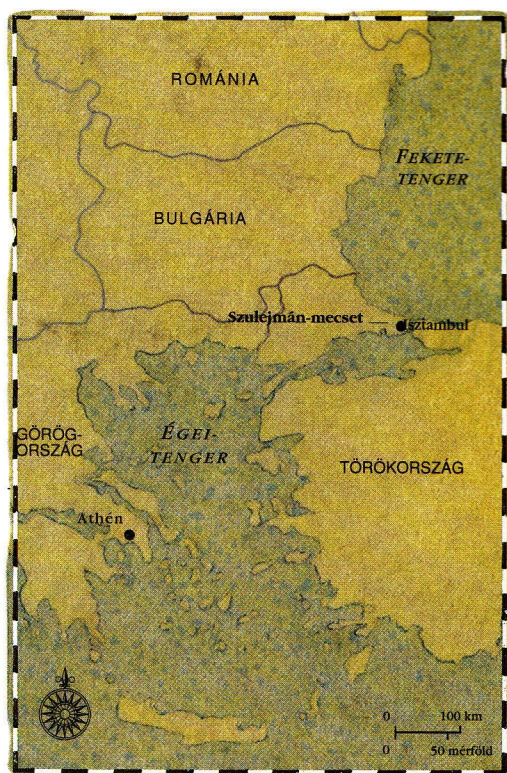 ROMÁNIA
FEKETE-
TENGER
BULGÁRIA
Szulejmán-mecset
Isztambul
GÖRÖG-
ORSZÁG
ÉGEI-
TENGER
TÖRÖKORSZÁG
Athén
0 100 km
0 50 mérföld